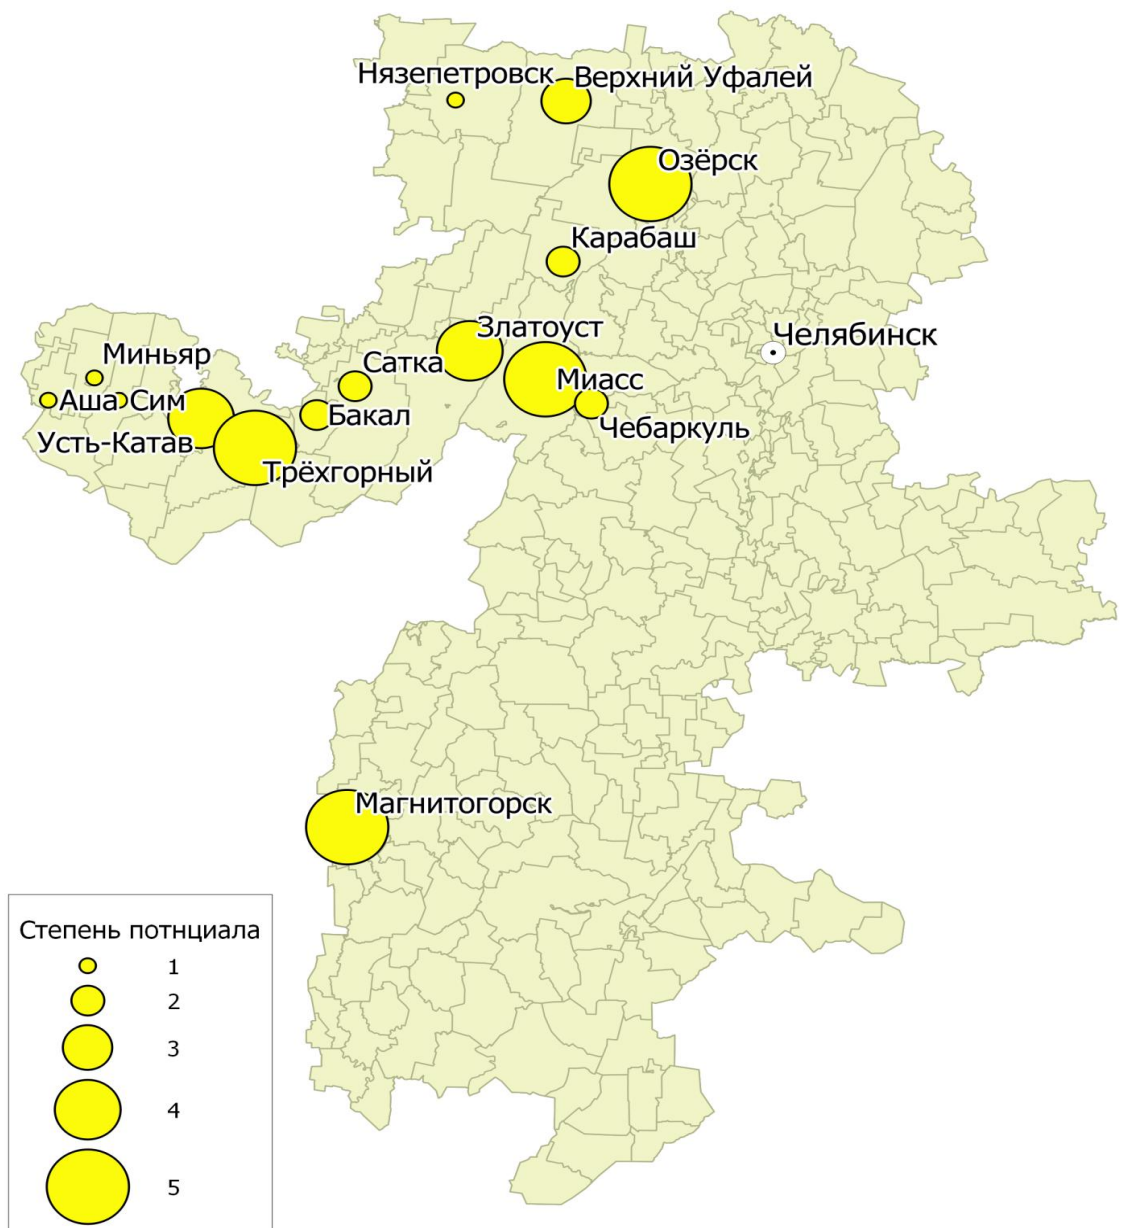 Нязепетровск
Верхний Уфалей
Озёрск
Карабаш
Златоуст
Челябинск
Миньяр
Сатка
Миасс
Аша
Сим
Бакал
Чебаркуль
Усть-Катав
Трёхгорный
Магнитогорск
Степень потнциала
1
2
3
4
5